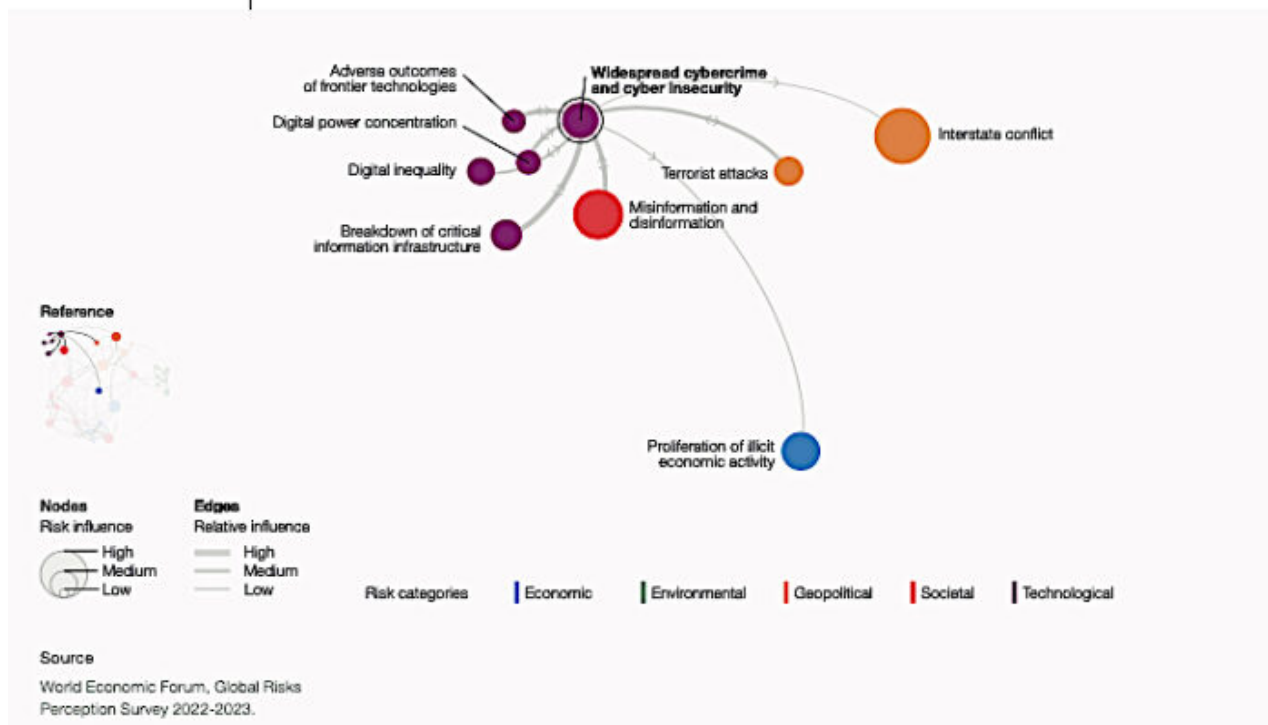 Adverse outcomes
of frontier technologies
Widespread cybercrime
and cyber insecurity
Digital power concentration
Interstate conflict
Digital inequality
Terrorist attacks
Misinformation and
disinformation
Breakdown of critical
information infrastructure
Reference
Proliferation of illicit
economic activity
Nodes
Risk influence
High
Medium
Low
Edges
Relative influence
High
Medium
Low
Risk categories
Economic
Environmental
Geopolitical
Societal
Technological
Source
World Economic Forum, Global Risks
Perception Survey 2022-2023.